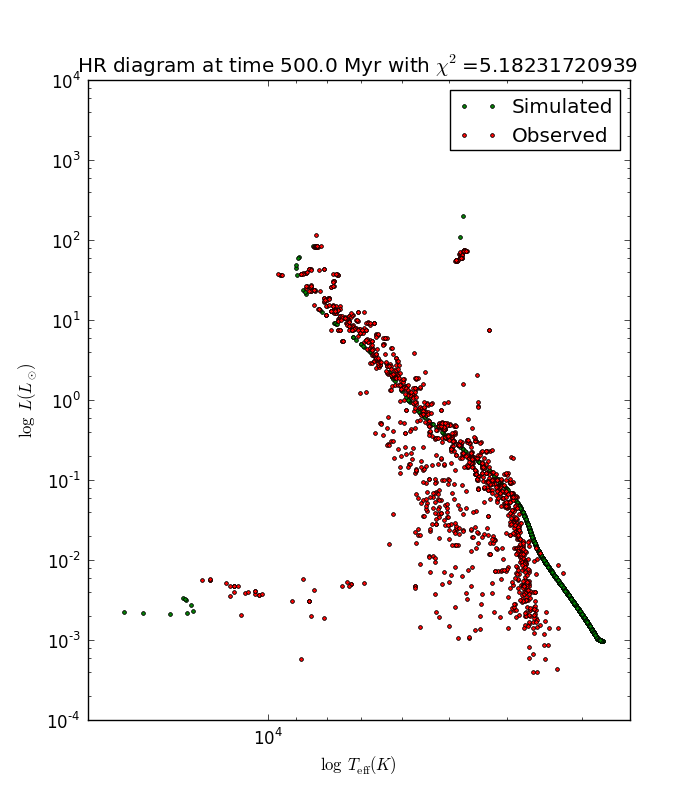 HR diagram at time 500.0 Myr with χ² =5.18231720939
Simulated
Observed
10⁴
10³
10²
10¹
10⁰
10⁻¹
10⁻²
10⁻³
10⁻⁴
log L(L⊙)
10⁴
log T_eff(K)